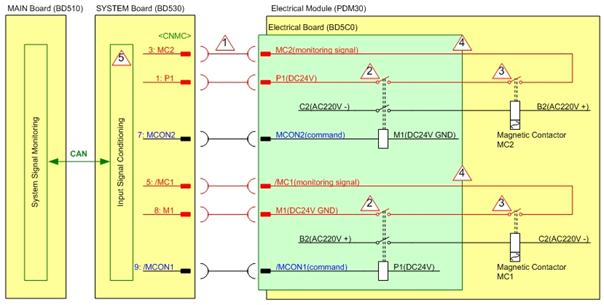 MAIN Board (BD510)
SYSTEM Board (BD530)
Electrical Module (PDM30)
Electrical Board (BD5C0)
<CNMC>
1
4
5
3: MC2
MC2(monitoring signal)
2
3
1: P1
P1(DC24V)
C2(AC220V -)
B2(AC220V +)
7: MCON2
MCON2(command)
M1(DC24V GND)
Magnetic Contactor
MC2
System Signal Monitoring
CAN
Input Signal Conditioning
4
5: /MC1
/MC1(monitoring signal)
2
3
8: M1
M1(DC24V GND)
B2(AC220V +)
C2(AC220V -)
9: /MCON1
/MCON1(command)
P1(DC24V)
Magnetic Contactor
MC1